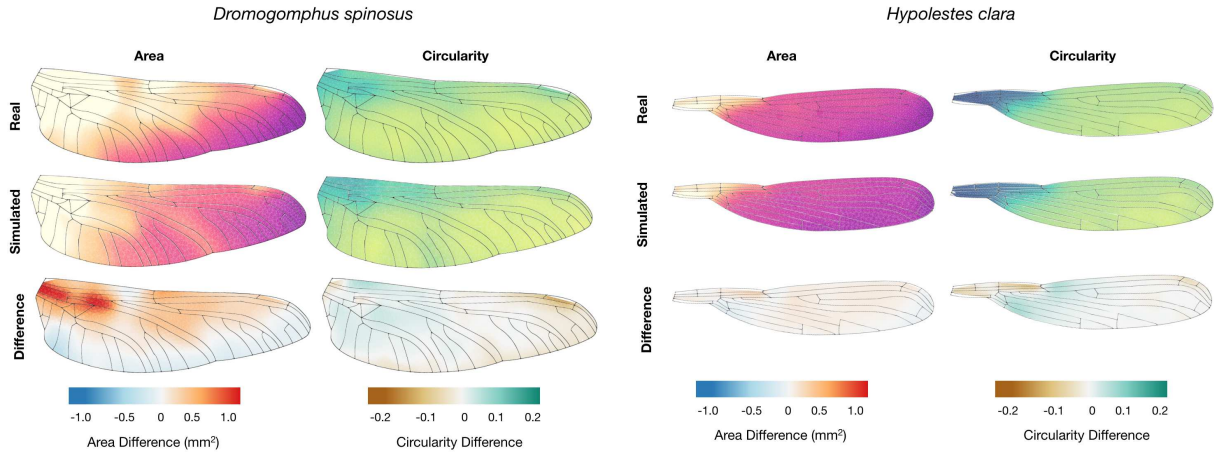 Dromogomphus spinosus
Area
Circularity
Real
Simulated
Difference
-1.0 -0.5 0 0.5 1.0
Area Difference (mm²)
-0.2 -0.1 0 0.1 0.2
Circularity Difference
Hypolestes clara
Area
Circularity
Real
Simulated
Difference
-1.0 -0.5 0 0.5 1.0
Area Difference (mm²)
-0.2 -0.1 0 0.1 0.2
Circularity Difference